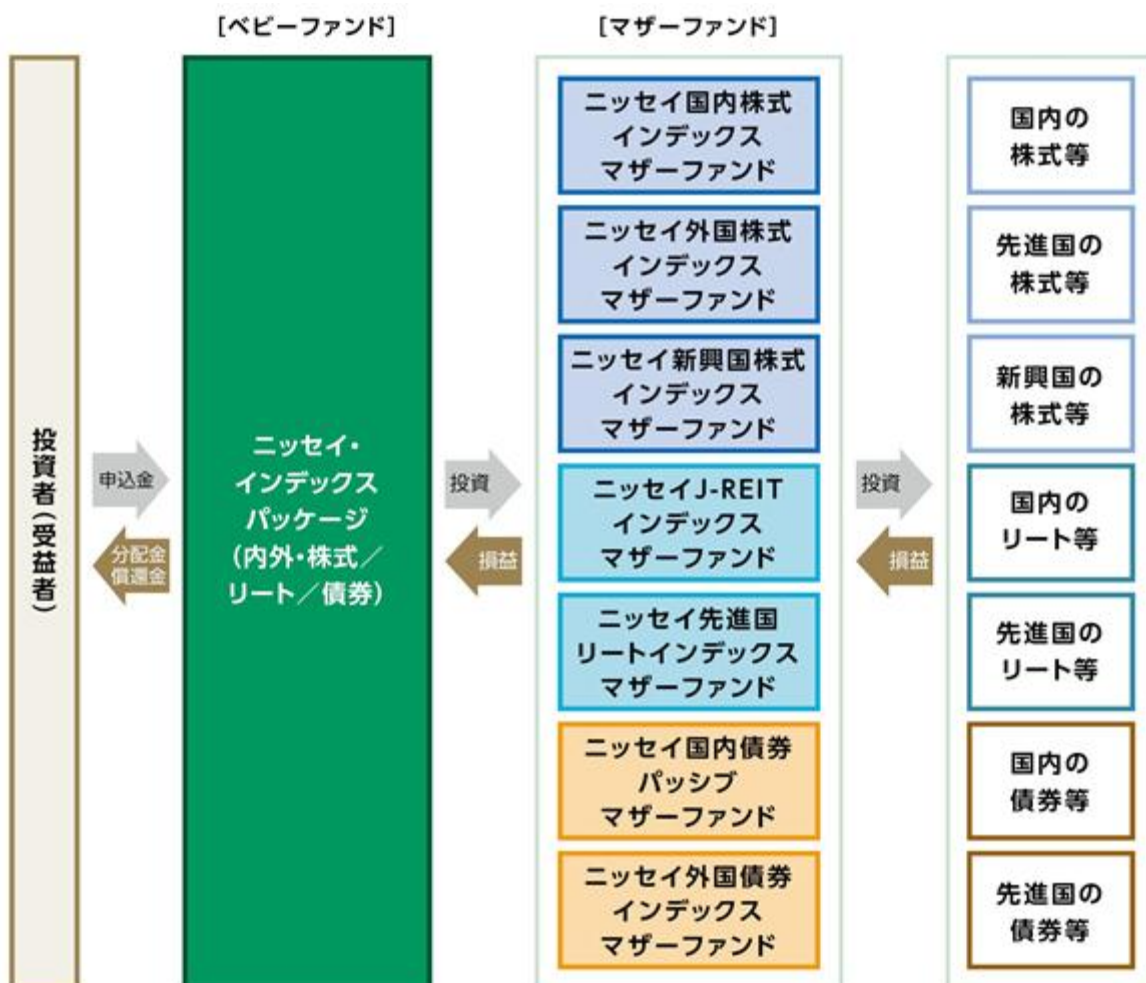 ［ベビーファンド］
［マザーファンド］
投資者（受益者）
申込金
分配金
償還金
ニッセイ・
インデックス
パッケージ
（内外・株式／
リート／債券）
投資
損益
ニッセイ国内株式
インデックス
マザーファンド
ニッセイ外国株式
インデックス
マザーファンド
ニッセイ新興国株式
インデックス
マザーファンド
ニッセイJ-REIT
インデックス
マザーファンド
ニッセイ先進国
リートインデックス
マザーファンド
ニッセイ国内債券
パッシブ
マザーファンド
ニッセイ外国債券
インデックス
マザーファンド
投資
損益
国内の
株式等
先進国の
株式等
新興国の
株式等
国内の
リート等
先進国の
リート等
国内の
債券等
先進国の
債券等